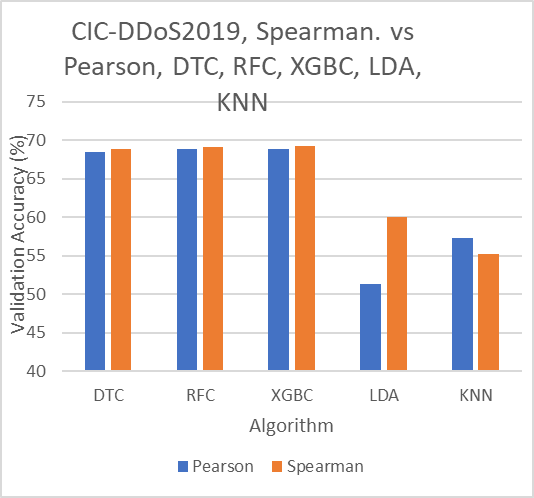 CIC-DDoS2019, Spearman. vs
Pearson, DTC, RFC, XGBC, LDA,
KNN
75
70
65
60
55
50
45
40
Validation Accuracy (%)
DTC RFC XGBC LDA KNN
Algorithm
Pearson Spearman